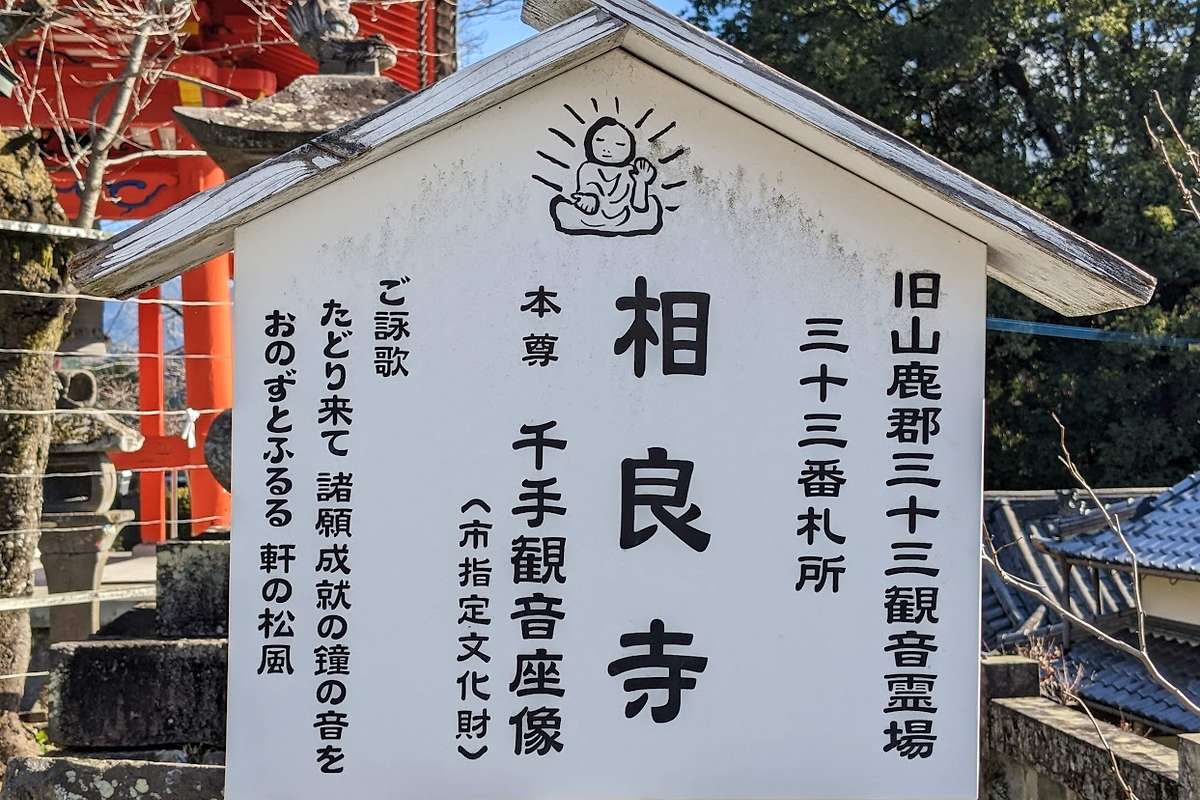 旧山鹿郡三十三観音霊場
三十三番札所
相良寺
本尊 千手観音座像
(市指定文化財)
ご詠歌
たどり来て 諸願成就の鐘の音を
おのずとふるる 軒の松風